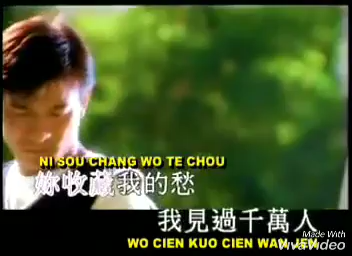 NI SOU CHANG WO TE CHOU
妳收藏我的愁
我見過千萬人
WO CIEN KUO CIEN WAN JEN
Made With
VivaVideo